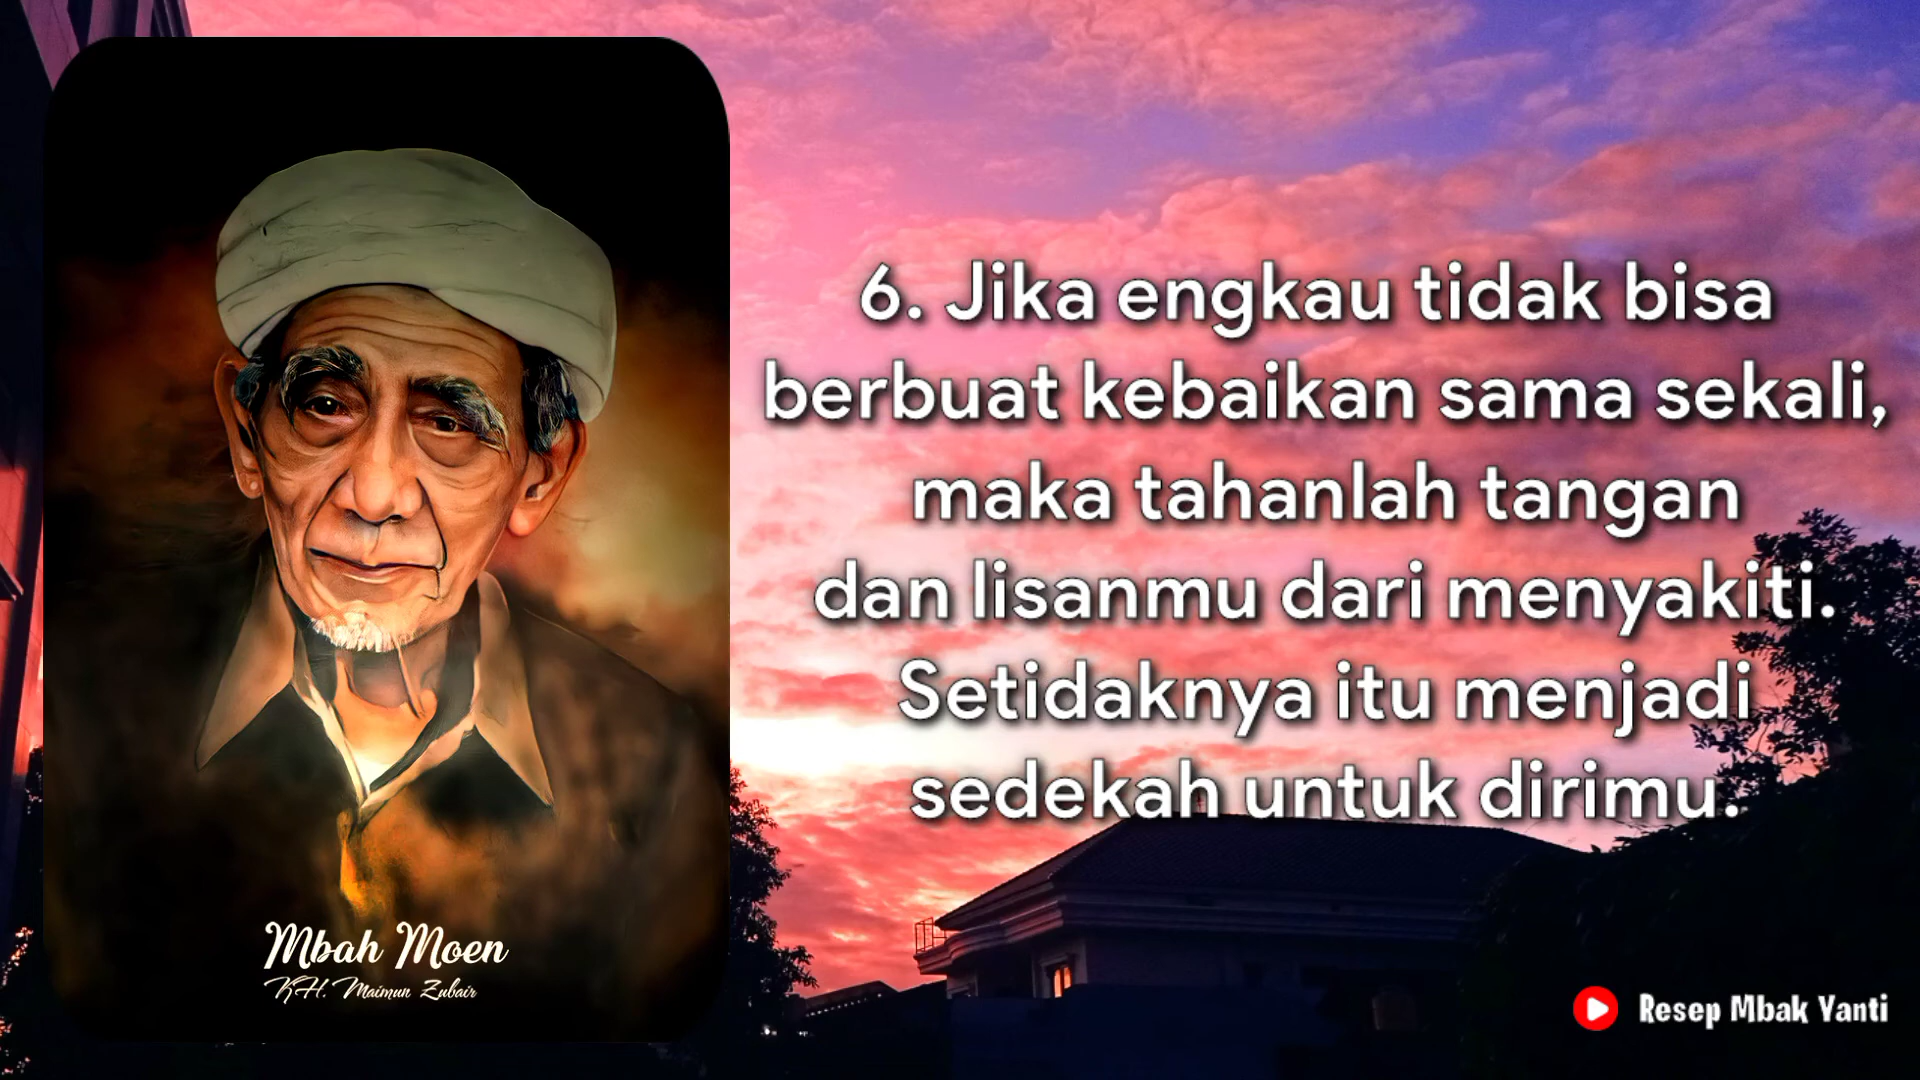 6. Jika engkau tidak bisa
berbuat kebaikan sama sekali,
maka tahanlah tangan
dan lisanmu dari menyakiti.
Setidaknya itu menjadi
sedekah untuk dirimu.
Mbah Moen
KH. Maimun Zubair
Resep Mbak Yanti